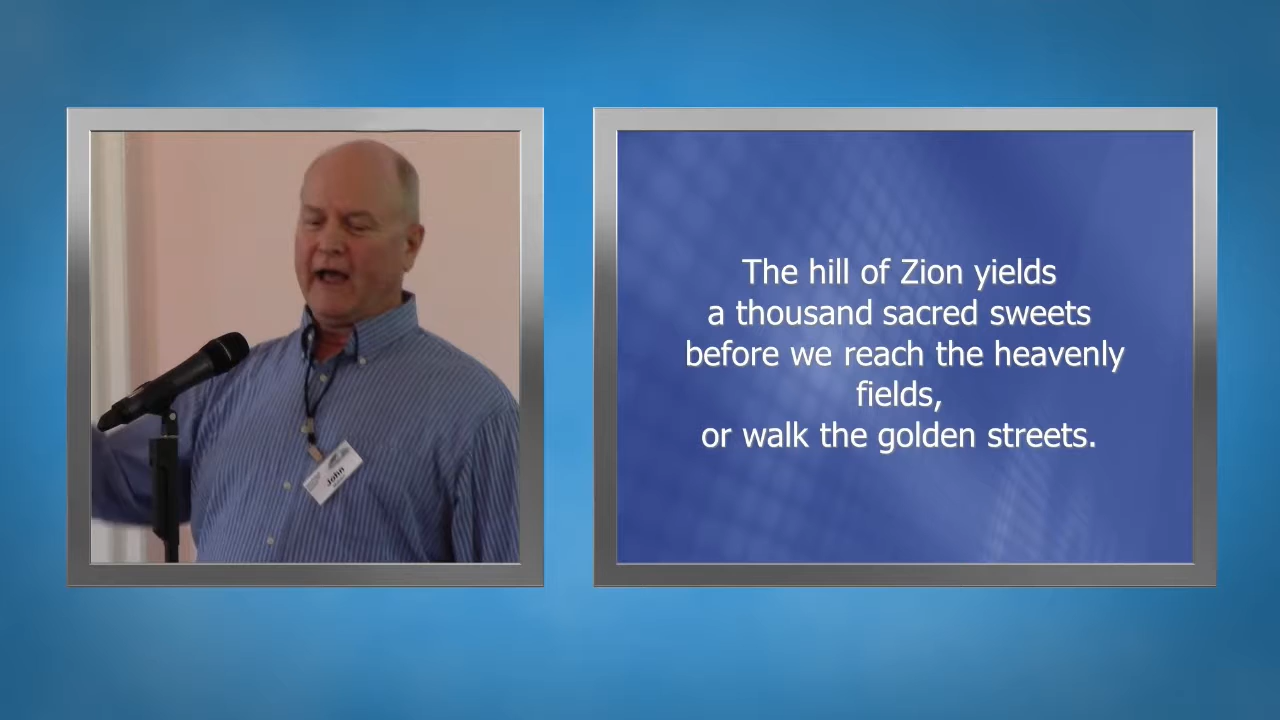 John
The hill of Zion yields
a thousand sacred sweets
before we reach the heavenly
fields,
or walk the golden streets.